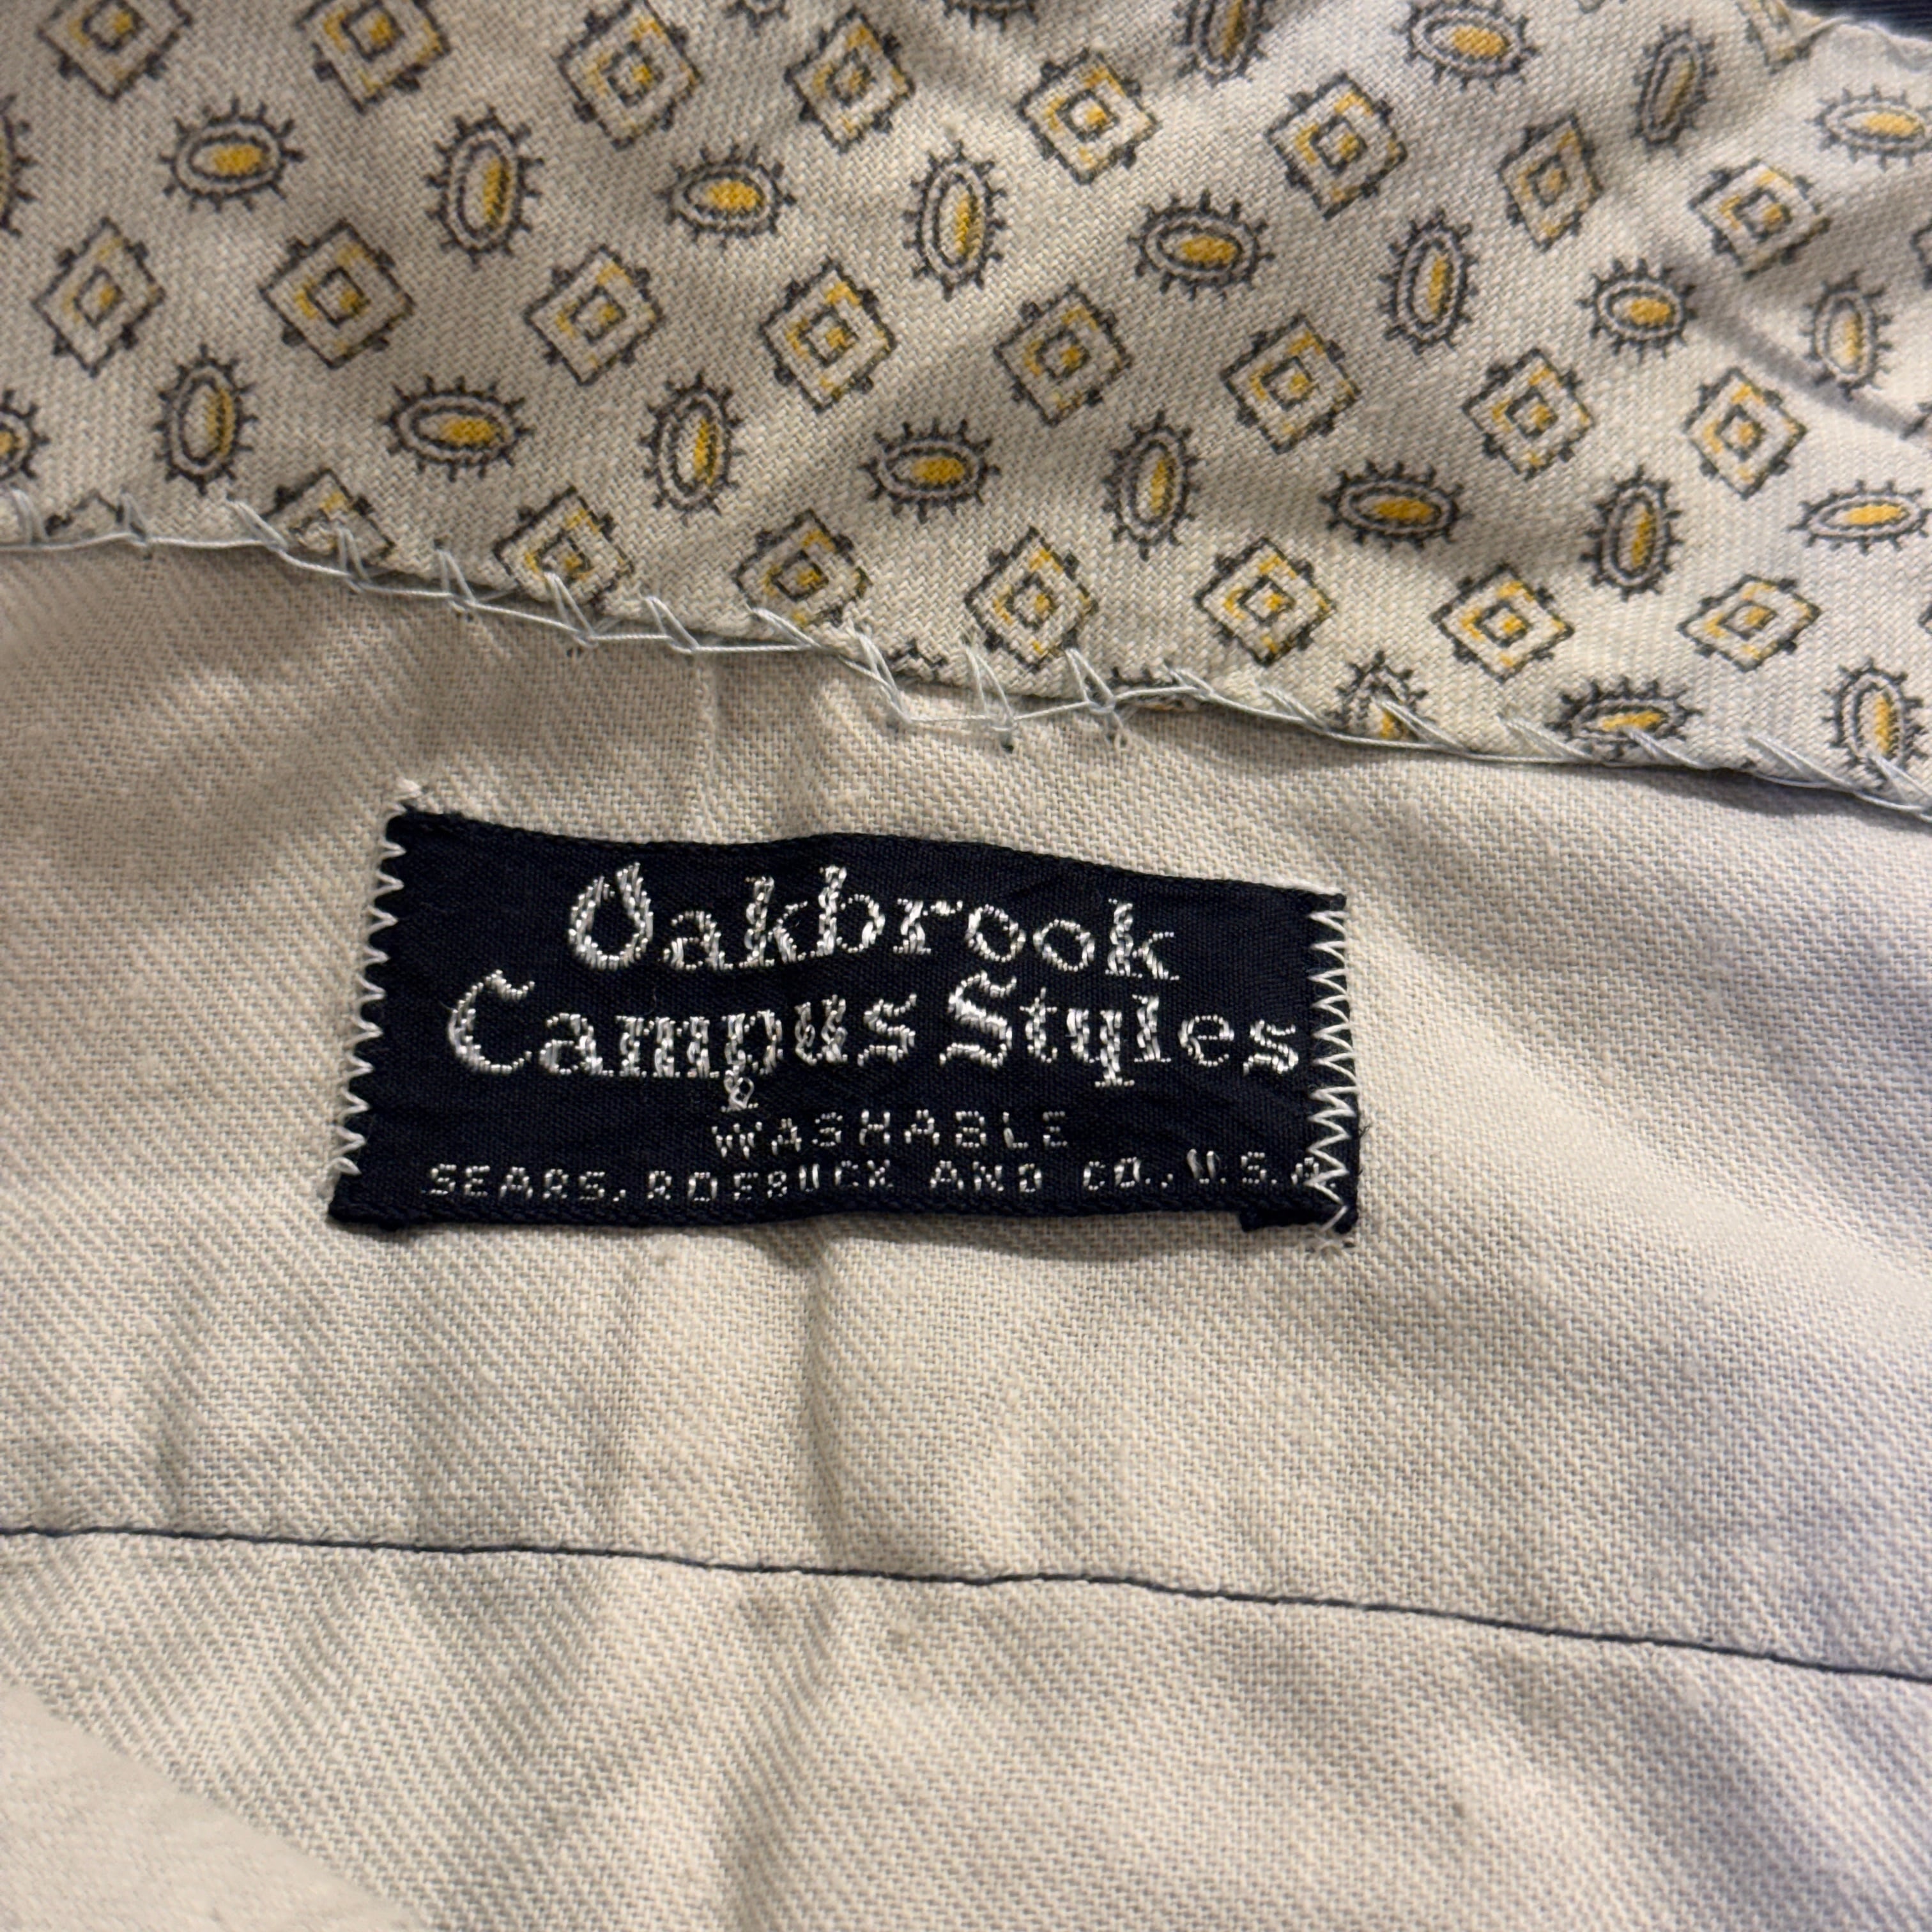 Oakbrook
Campus Styles
WASHABLE
SEARS, ROEBUCK AND CO., U.S.A